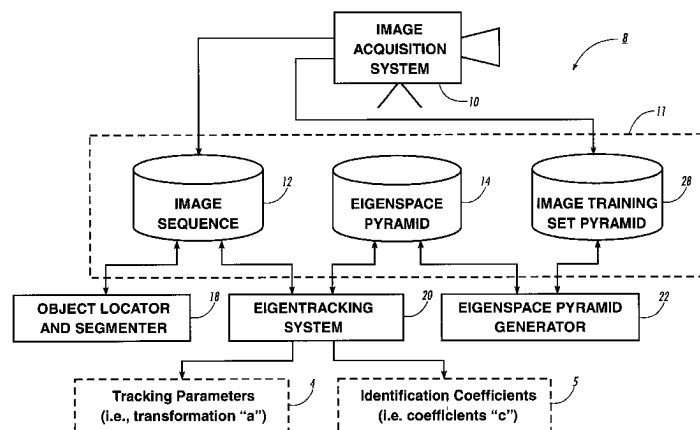 IMAGE
ACQUISITION
SYSTEM
8
10
11
IMAGE
SEQUENCE
12
EIGENSPACE
PYRAMID
14
IMAGE TRAINING
SET PYRAMID
28
OBJECT LOCATOR
AND SEGMENTER
18
EIGENTRACKING
SYSTEM
20
EIGENSPACE PYRAMID
GENERATOR
22
Tracking Parameters
(i.e., transformation "a")
4
Identification Coefficients
(i.e. coefficients "c")
5